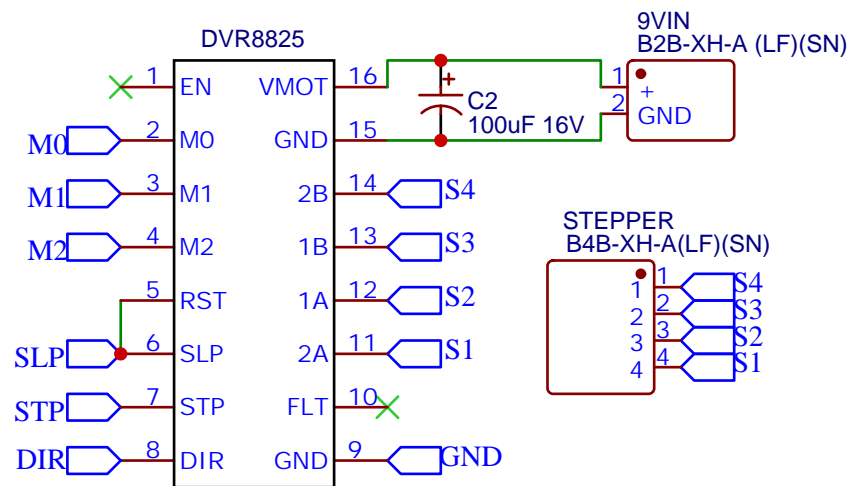 DVR8825
9VIN
B2B-XH-A (LF)(SN)
1 EN VMOT 16
1 +
2 GND
C2
100uF 16V
M0 2 M0 GND 15
M1 3 M1 2B 14 S4
M2 4 M2 1B 13 S3
5 RST 1A 12 S2
SLP 6 SLP 2A 11 S1
STP 7 STP FLT 10
DIR 8 DIR GND 9 GND
STEPPER
B4B-XH-A(LF)(SN)
1 1 S4
2 2 S3
3 3 S2
4 4 S1